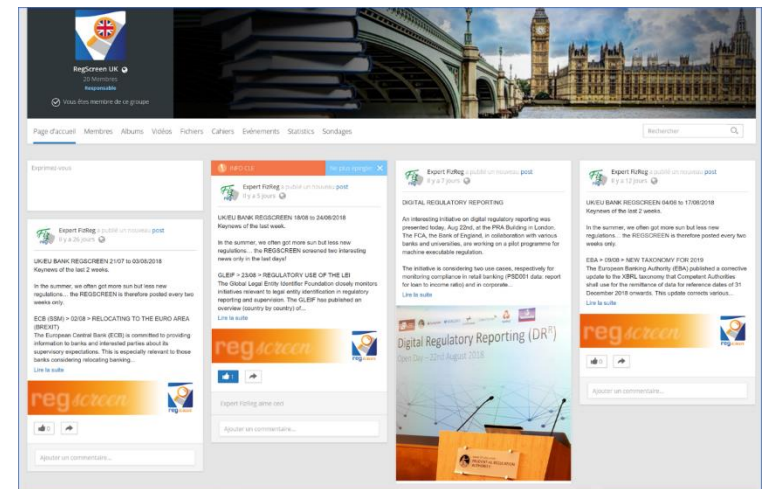 RegScreen UK
26 Membres
Responsable
Vous êtes membre de ce groupe
Page d'accueil Membres Albums Vidéos Fichiers Cahiers Evénements Statistics Sondages
Rechercher
Exprimez-vous
Expert FizReg a publié un nouveau post
Il y a 26 jours
UK/EU BANK REGSCREEN 21/07 to 03/08/2018
Keynews of the last 2 weeks.
In the summer, we often got more sun but less new
regulations... the REGSCREEN is therefore posted every two
weeks only.
ECB (SSM) > 02/08 > RELOCATING TO THE EURO AREA
(BREXIT)
The European Central Bank (ECB) is committed to providing
information to banks and interested parties about its
supervisory expectations. This is especially relevant to those
banks considering relocating banking...
Lire la suite
regscreen
0
Ajouter un commentaire...
INFO CLÉ
Ne plus épingler X
Expert FizReg a publié un nouveau post
Il y a 5 jours
UK/EU BANK REGSCREEN 18/08 to 24/08/2018
Keynews of the last week.
In the summer, we often got more sun but less new
regulations... the REGSCREEN screened two interesting
news only in the last days!
GLEIF > 23/08 > REGULATORY USE OF THE LEI
The Global Legal Entity Identifier Foundation closely monitors
initiatives relevant to legal entity identification in regulatory
reporting and supervision. The GLEIF has published an
overview (country by country) of...
Lire la suite
regscreen
1
Expert FizReg aime ceci
Ajouter un commentaire...
Expert FizReg a publié un nouveau post
Il y a 7 jours
DIGITAL REGULATORY REPORTING
An interesting initiative on digital regulatory reporting was
presented today, Aug 22nd, at the PRA Building in London.
The FCA, the Bank of England, in collaboration with various
banks and universities, are working on a pilot programme for
machine executable regulation.
The initiative is considering two use cases, respectively for
monitoring compliance in retail banking (PSD001 data: report
for loan to income ratio) and in corporate...
Lire la suite
Digital Regulatory Reporting (DRR)
Open Day – 22nd August 2018
Expert FizReg a publié un nouveau post
Il y a 12 jours
UK/EU BANK REGSCREEN 04/08 to 17/08/2018
Keynews of the last 2 weeks.
In the summer, we often got more sun but less new
regulations... the REGSCREEN is therefore posted every two
weeks only.
EBA > 09/08 > NEW TAXONOMY FOR 2019
The European Banking Authority (EBA) published a corrective
update to the XBRL taxonomy that Competent Authorities
shall use for the remittance of data for reference dates of 31
December 2018 onwards. This update corrects various...
Lire la suite
regscreen
0
Ajouter un commentaire...